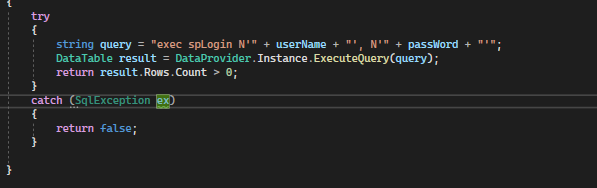 {
try
{
string query = "exec spLogin N'" + userName + "', N'" + passWord + "'";
DataTable result = DataProvider.Instance.ExecuteQuery(query);
return result.Rows.Count > 0;
}
catch (SqlException ex)
{
return false;
}
}